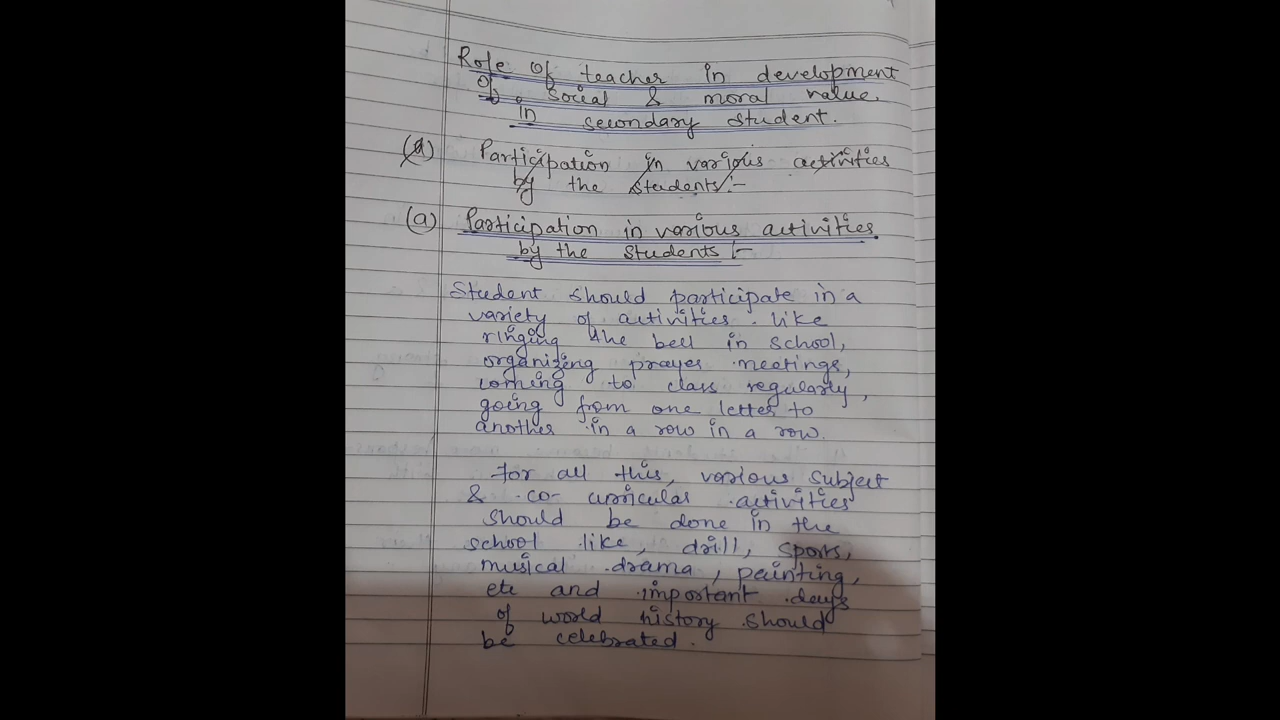 Role of teacher in development
of social & moral value.
in secondary student.
(a) Participation in various activities
by the students :-
(a) Participation in various activities
by the students :-
Student should participate in a
variety of activities . like
ringing the bell in school,
organizing prayer meetings,
coming to class regularly,
going from one letter to
another in a row in a row.
For all this, various subject
& co- curricular activities
should be done in the
school like, drill, sports,
musical drama, painting,
etc and important days
of world history should
be celebrated.